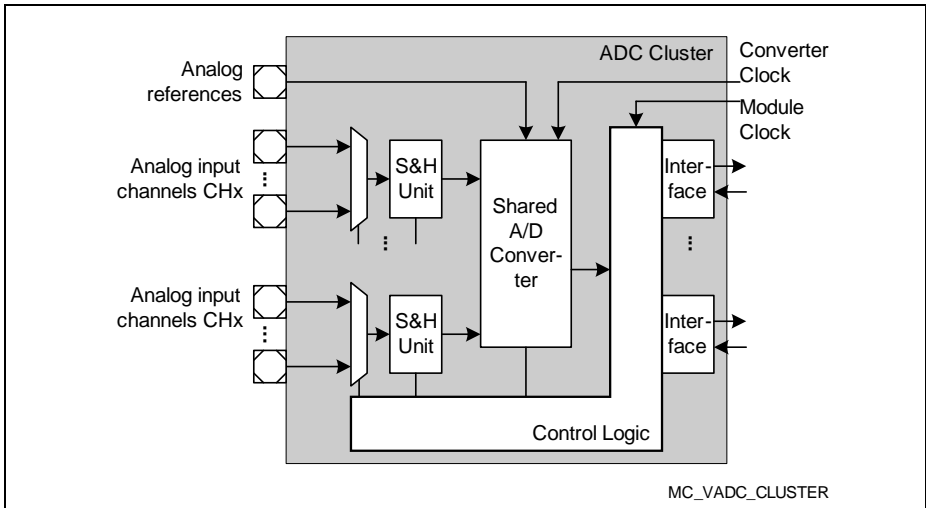 ADC Cluster
Converter
Clock
Module
Clock
Analog
references
Analog input
channels CHx
...
S&H
Unit
...
Shared
A/D
Conver-
ter
Inter-
face
...
Analog input
channels CHx
...
S&H
Unit
Inter-
face
Control Logic
MC_VADC_CLUSTER